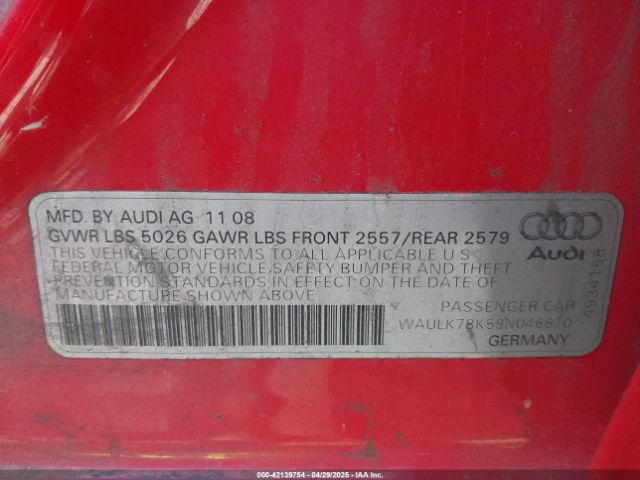 MFD. BY AUDI AG 11 08
GVWR LBS 5026 GAWR LBS FRONT 2557/REAR 2579
THIS VEHICLE CONFORMS TO ALL APPLICABLE U S
FEDERAL MOTOR VEHICLE SAFETY BUMPER AND THEFT
PREVENTION STANDARDS IN EFFECT ON THE DATE OF
MANUFACTURE SHOWN ABOVE
Audi
4934158
PASSENGER CAR
GERMANY
000-42139754 - 04/29/2025 - IAA Inc.